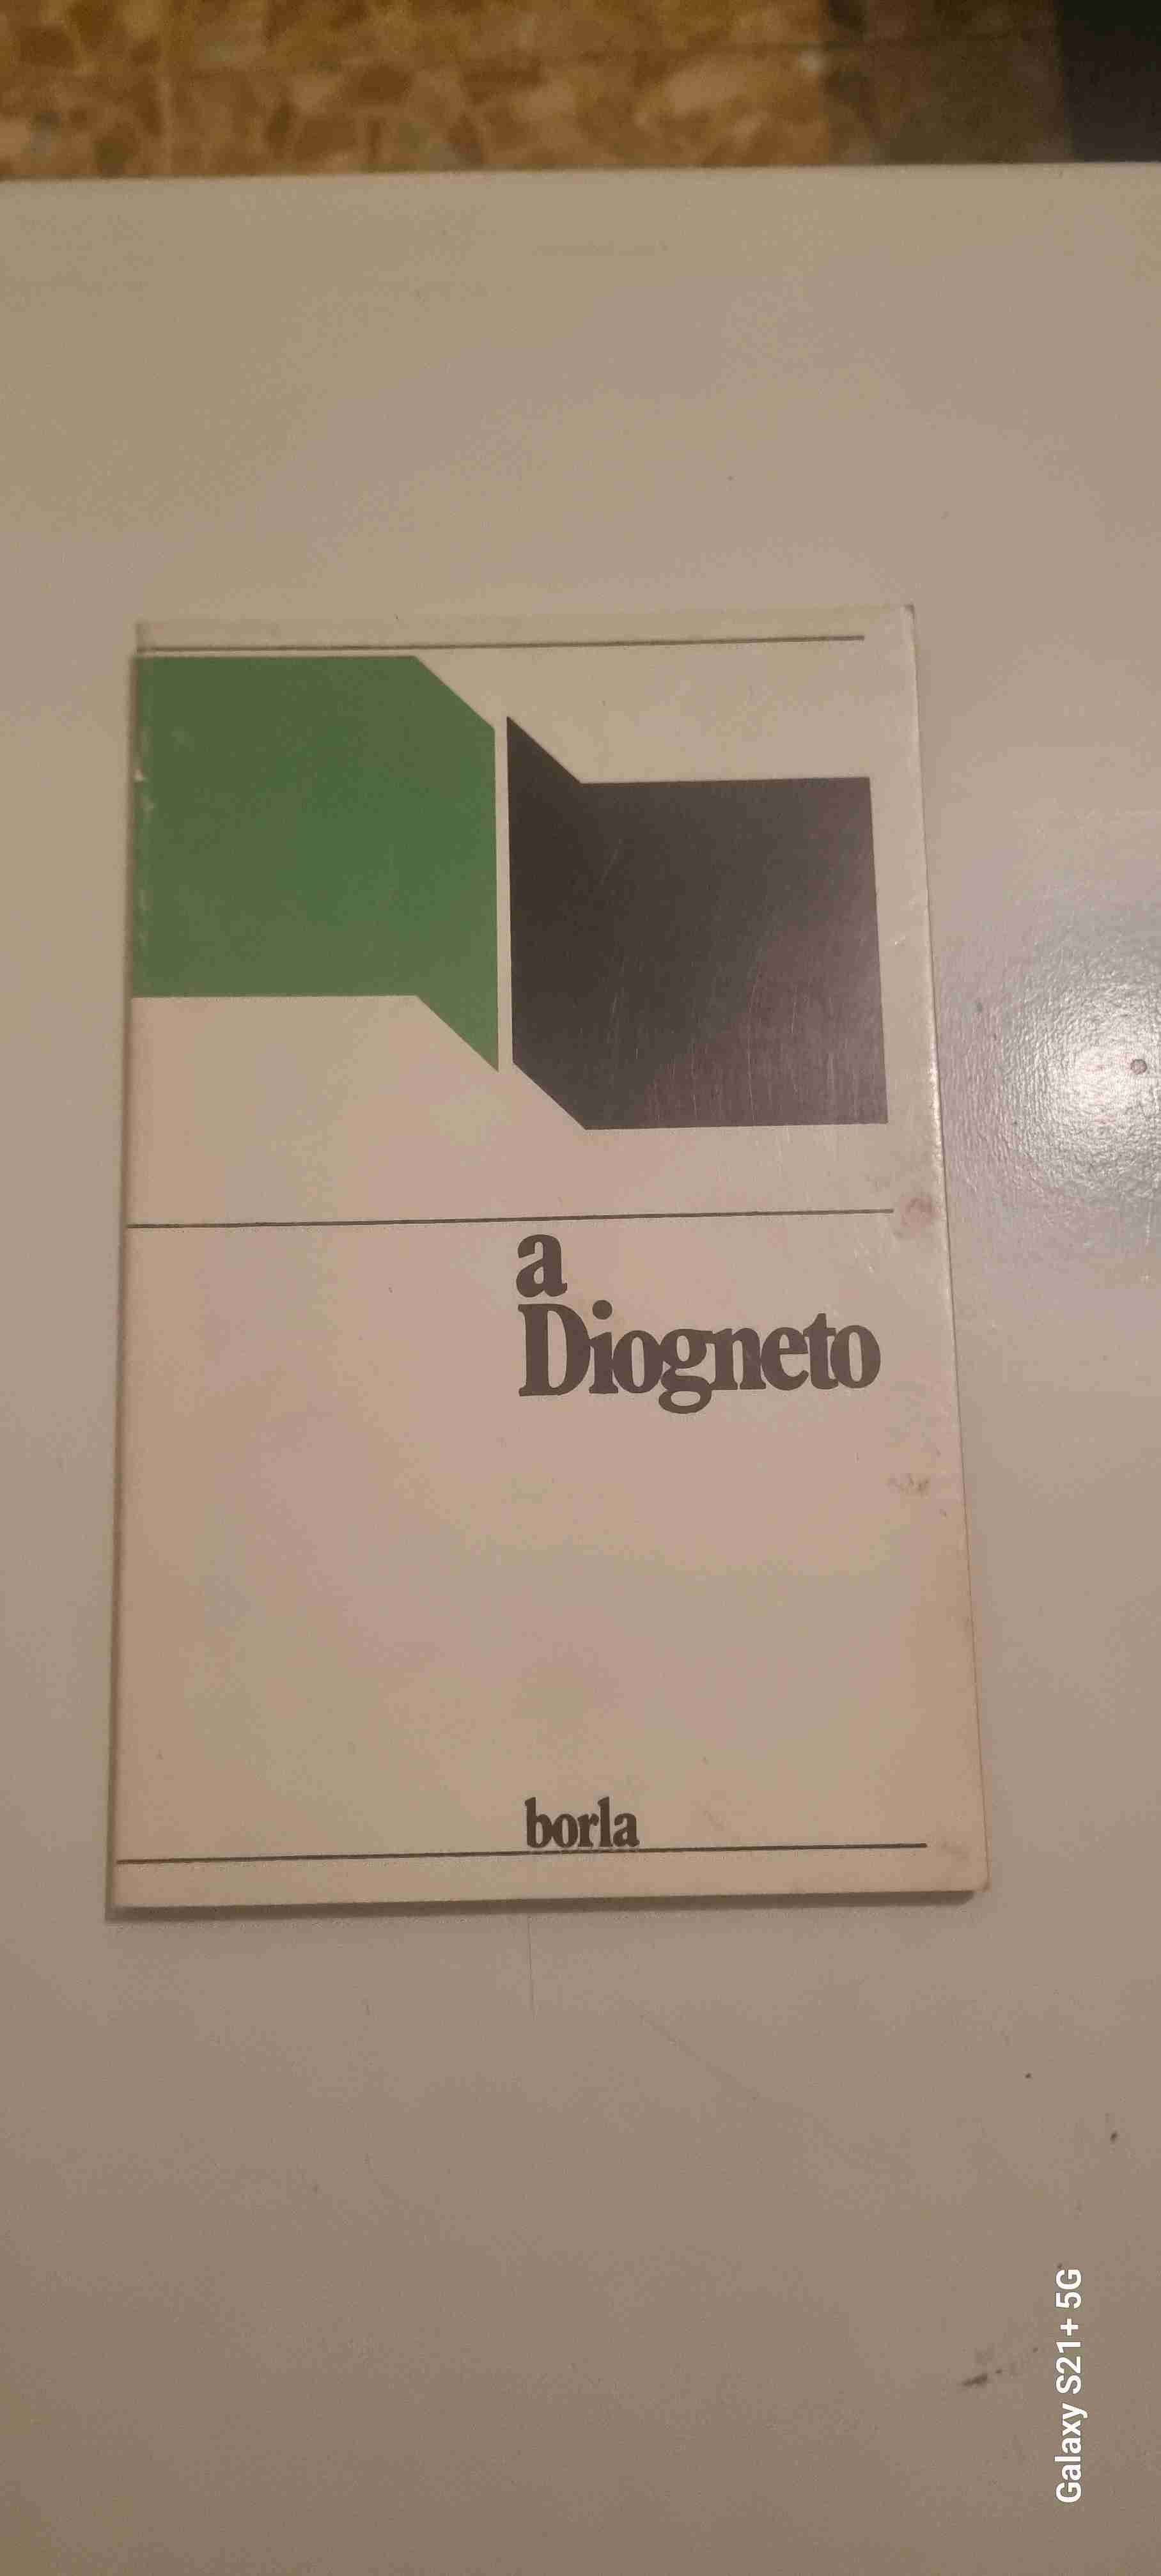 a
Diogneto
borla
Galaxy S21+ 5G